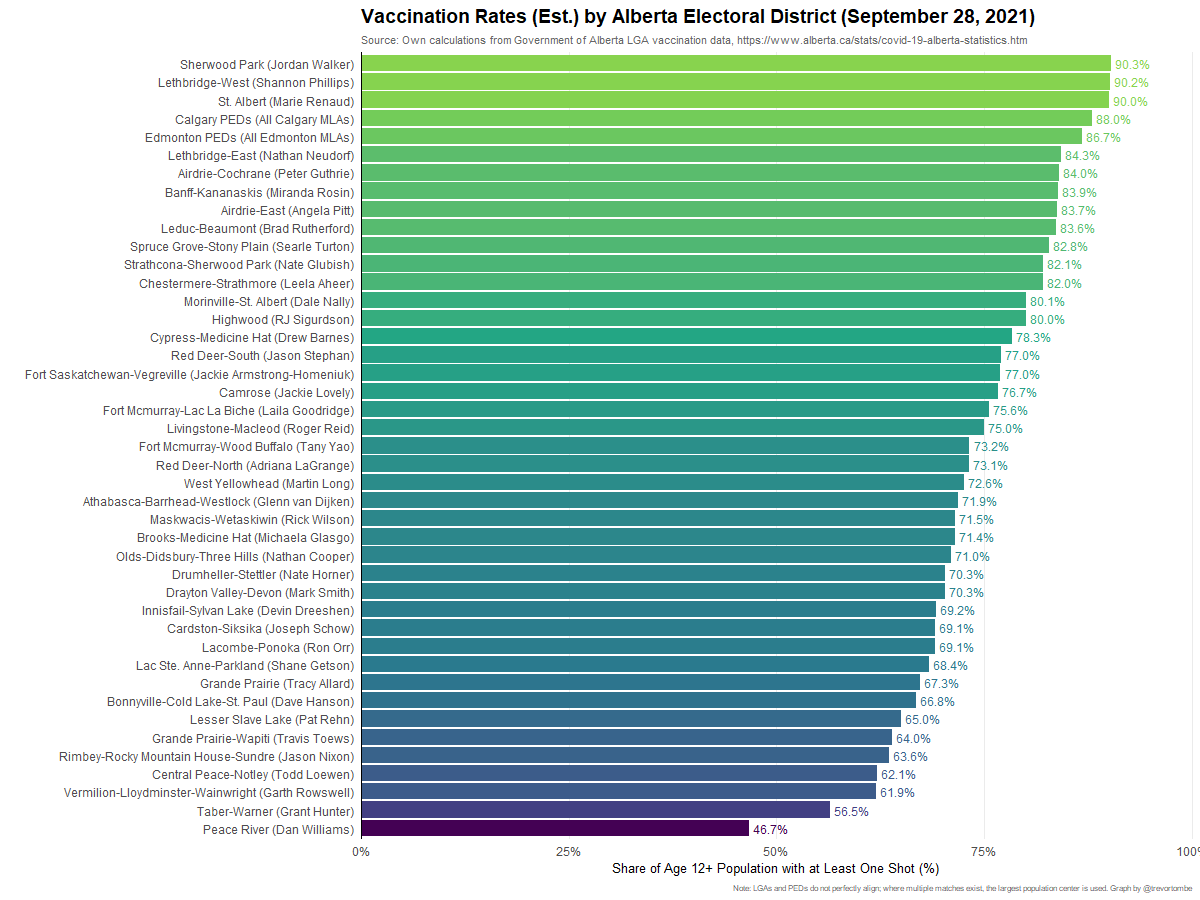 Vaccination Rates (Est.) by Alberta Electoral District (September 28, 2021)
Source: Own calculations from Government of Alberta LGA vaccination data, https://www.alberta.ca/stats/covid-19-alberta-statistics.htm
Sherwood Park (Jordan Walker) 90.3%
Lethbridge-West (Shannon Phillips) 90.2%
St. Albert (Marie Renaud) 90.0%
Calgary PEDs (All Calgary MLAs) 88.0%
Edmonton PEDs (All Edmonton MLAs) 86.7%
Lethbridge-East (Nathan Neudorf) 84.3%
Airdrie-Cochrane (Peter Guthrie) 84.0%
Banff-Kananaskis (Miranda Rosin) 83.9%
Airdrie-East (Angela Pitt) 83.7%
Leduc-Beaumont (Brad Rutherford) 83.6%
Spruce Grove-Stony Plain (Searle Turton) 82.8%
Strathcona-Sherwood Park (Nate Glubish) 82.1%
Chestermere-Strathmore (Leela Aheer) 82.0%
Morinville-St. Albert (Dale Nally) 80.1%
Highwood (RJ Sigurdson) 80.0%
Cypress-Medicine Hat (Drew Barnes) 78.3%
Red Deer-South (Jason Stephan) 77.0%
Fort Saskatchewan-Vegreville (Jackie Armstrong-Homeniuk) 77.0%
Camrose (Jackie Lovely) 76.7%
Fort Mcmurray-Lac La Biche (Laila Goodridge) 75.6%
Livingstone-Macleod (Roger Reid) 75.0%
Fort Mcmurray-Wood Buffalo (Tany Yao) 73.2%
Red Deer-North (Adriana LaGrange) 73.1%
West Yellowhead (Martin Long) 72.6%
Athabasca-Barrhead-Westlock (Glenn van Dijken) 71.9%
Maskwacis-Wetaskiwin (Rick Wilson) 71.5%
Brooks-Medicine Hat (Michaela Glasgo) 71.4%
Olds-Didsbury-Three Hills (Nathan Cooper) 71.0%
Drumheller-Stettler (Nate Horner) 70.3%
Drayton Valley-Devon (Mark Smith) 70.3%
Innisfail-Sylvan Lake (Devin Dreeshen) 69.2%
Cardston-Siksika (Joseph Schow) 69.1%
Lacombe-Ponoka (Ron Orr) 69.1%
Lac Ste. Anne-Parkland (Shane Getson) 68.4%
Grande Prairie (Tracy Allard) 67.3%
Bonnyville-Cold Lake-St. Paul (Dave Hanson) 66.8%
Lesser Slave Lake (Pat Rehn) 65.0%
Grande Prairie-Wapiti (Travis Toews) 64.0%
Rimbey-Rocky Mountain House-Sundre (Jason Nixon) 63.6%
Central Peace-Notley (Todd Loewen) 62.1%
Vermilion-Lloydminster-Wainwright (Garth Rowswell) 61.9%
Taber-Warner (Grant Hunter) 56.5%
Peace River (Dan Williams) 46.7%
0% 25% 50% 75% 100%
Share of Age 12+ Population with at Least One Shot (%)
Note: LGAs and PEDs do not perfectly align; where multiple matches exist, the largest population center is used. Graph by @trevortombe